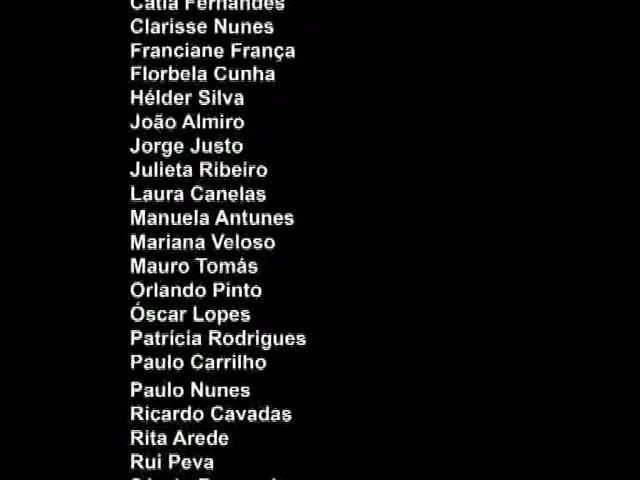 Cátia Fernandes
Clarisse Nunes
Franciane França
Florbela Cunha
Hélder Silva
João Almiro
Jorge Justo
Julieta Ribeiro
Laura Canelas
Manuela Antunes
Mariana Veloso
Mauro Tomás
Orlando Pinto
Óscar Lopes
Patrícia Rodrigues
Paulo Carrilho
Paulo Nunes
Ricardo Cavadas
Rita Arede
Rui Peva